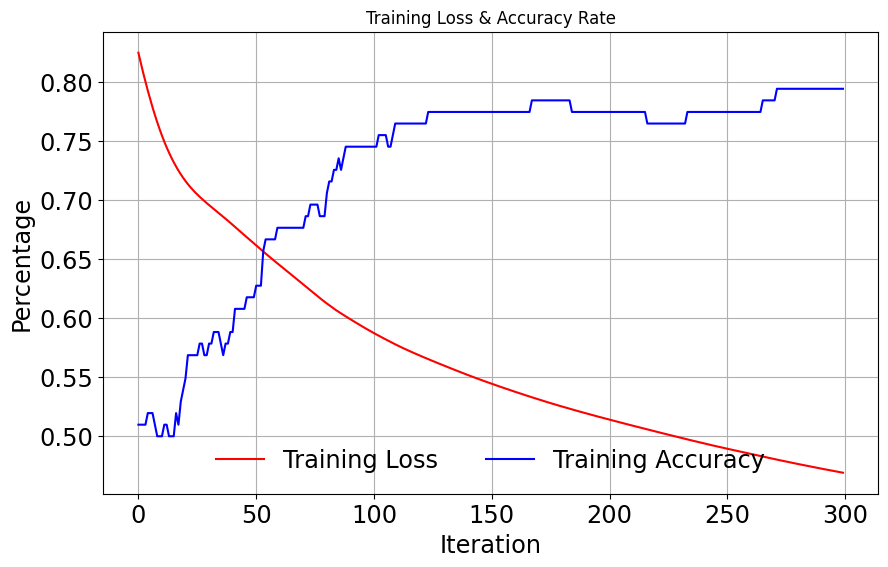 Training Loss & Accuracy Rate
Percentage
0.80
0.75
0.70
0.65
0.60
0.55
0.50
Training Loss
Training Accuracy
0 50 100 150 200 250 300
Iteration